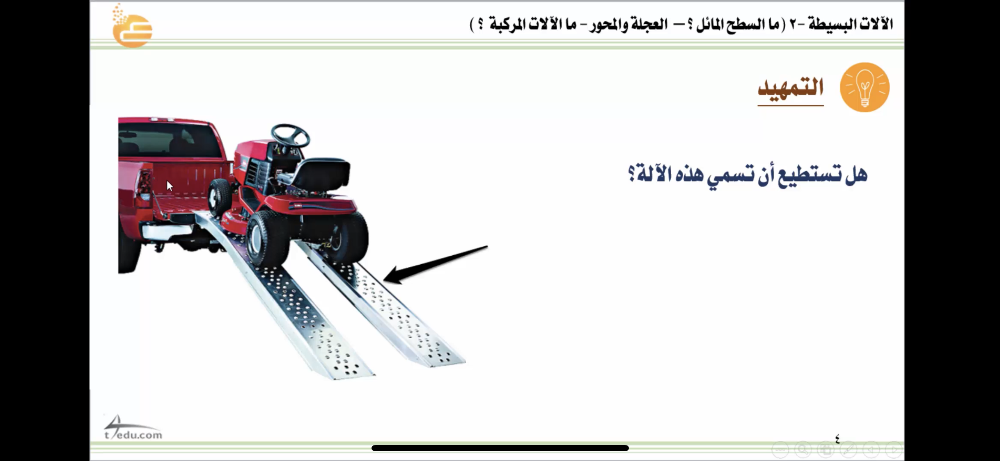 الآلات البسيطة -٢ ( ما السطح المائل ؟ – العجلة والمحور - ما الآلات المركبة ؟ )
التمهيد
هل تستطيع أن تسمي هذه الآلة؟
t4edu.com
٤